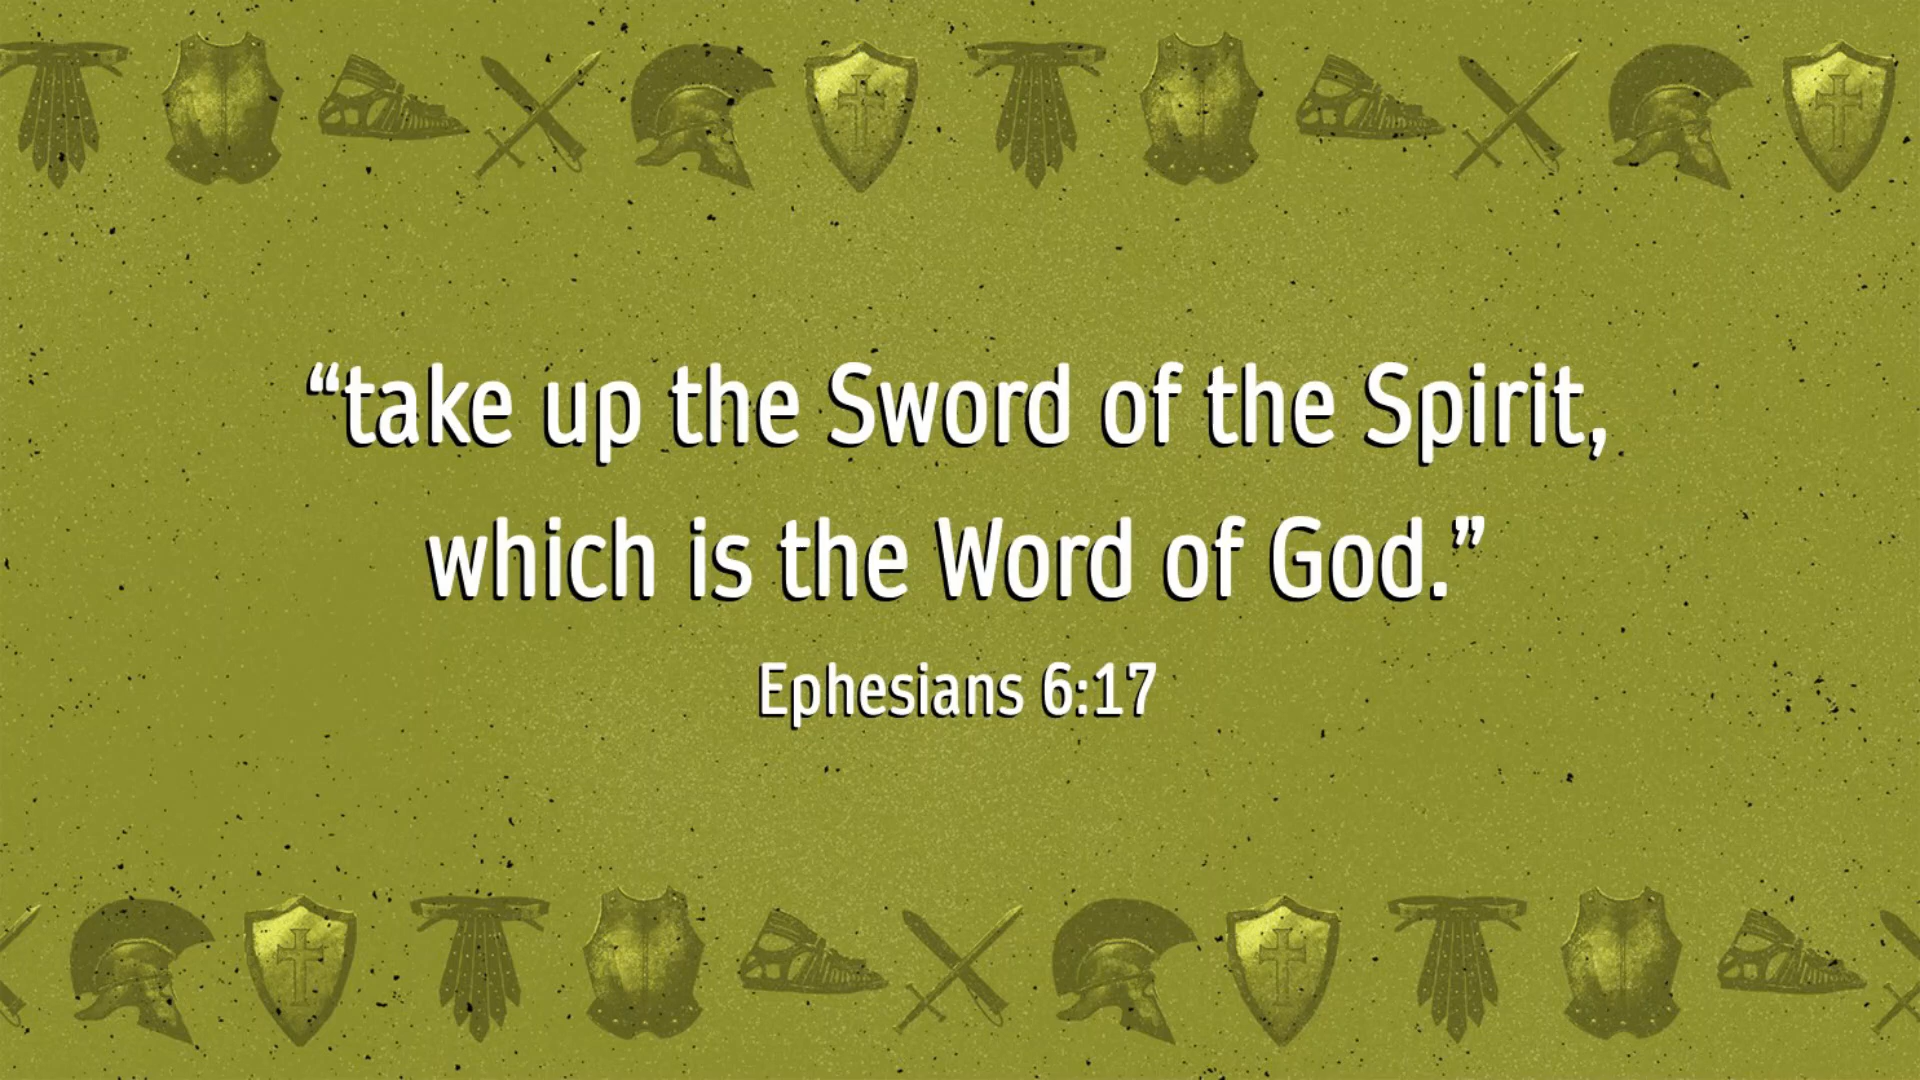 “take up the Sword of the Spirit,
which is the Word of God.”
Ephesians 6:17